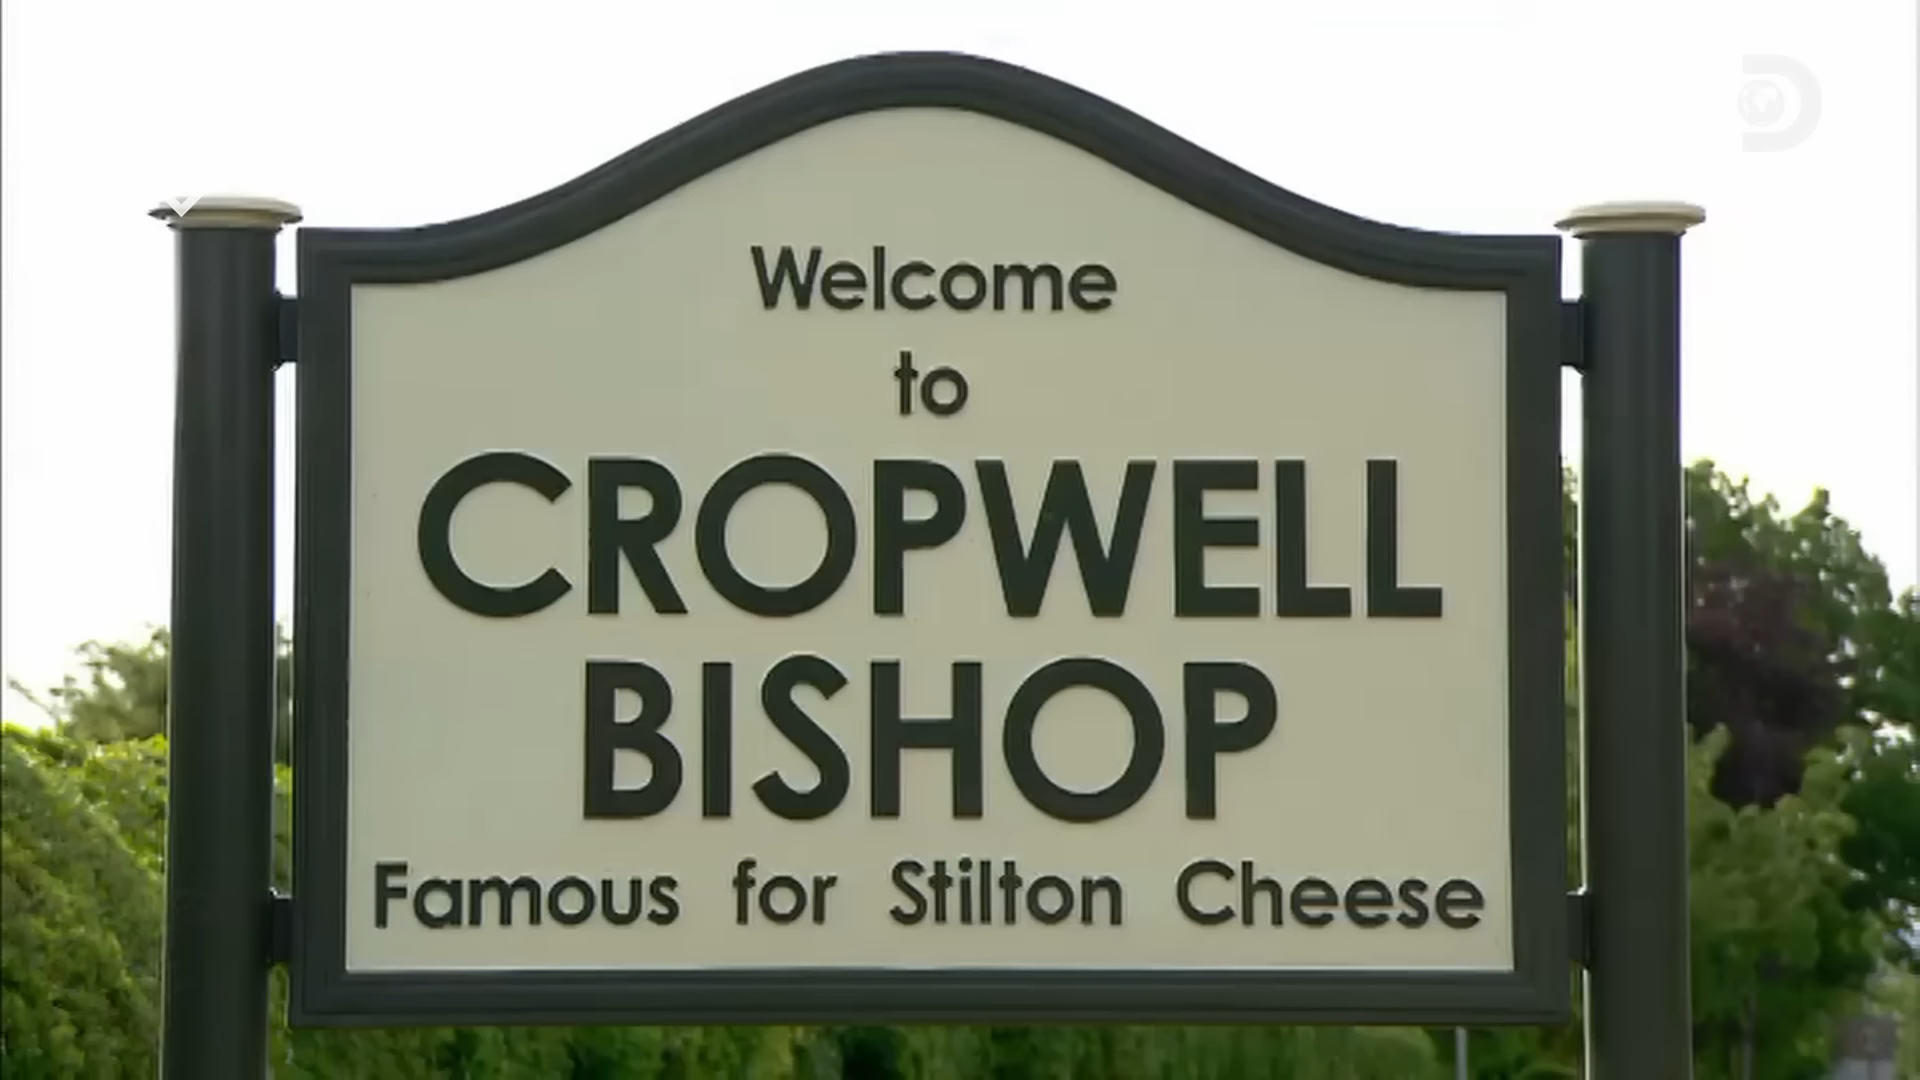 Welcome
to
CROPWELL
BISHOP
Famous for Stilton Cheese